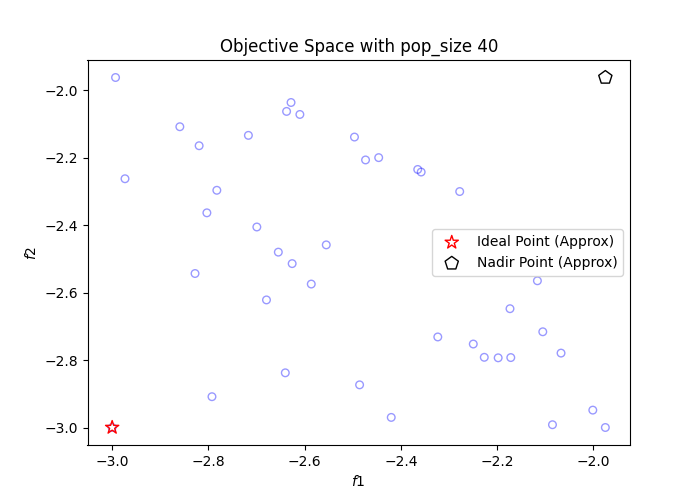 Objective Space with pop_size 40
−2.0
−2.2
−2.4
−2.6
−2.8
−3.0
f2
Ideal Point (Approx)
Nadir Point (Approx)
−3.0 −2.8 −2.6 −2.4 −2.2 −2.0
f1